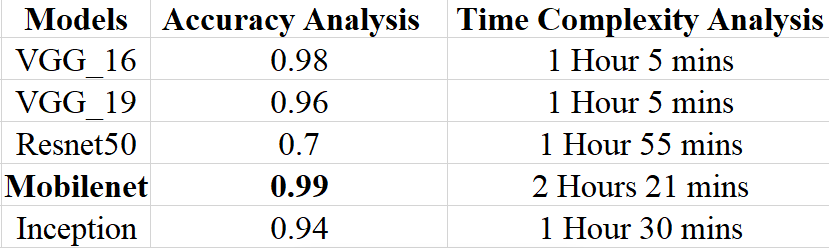 Models Accuracy Analysis Time Complexity Analysis
VGG_16 0.98 1 Hour 5 mins
VGG_19 0.96 1 Hour 5 mins
Resnet50 0.7 1 Hour 55 mins
Mobilenet 0.99 2 Hours 21 mins
Inception 0.94 1 Hour 30 mins